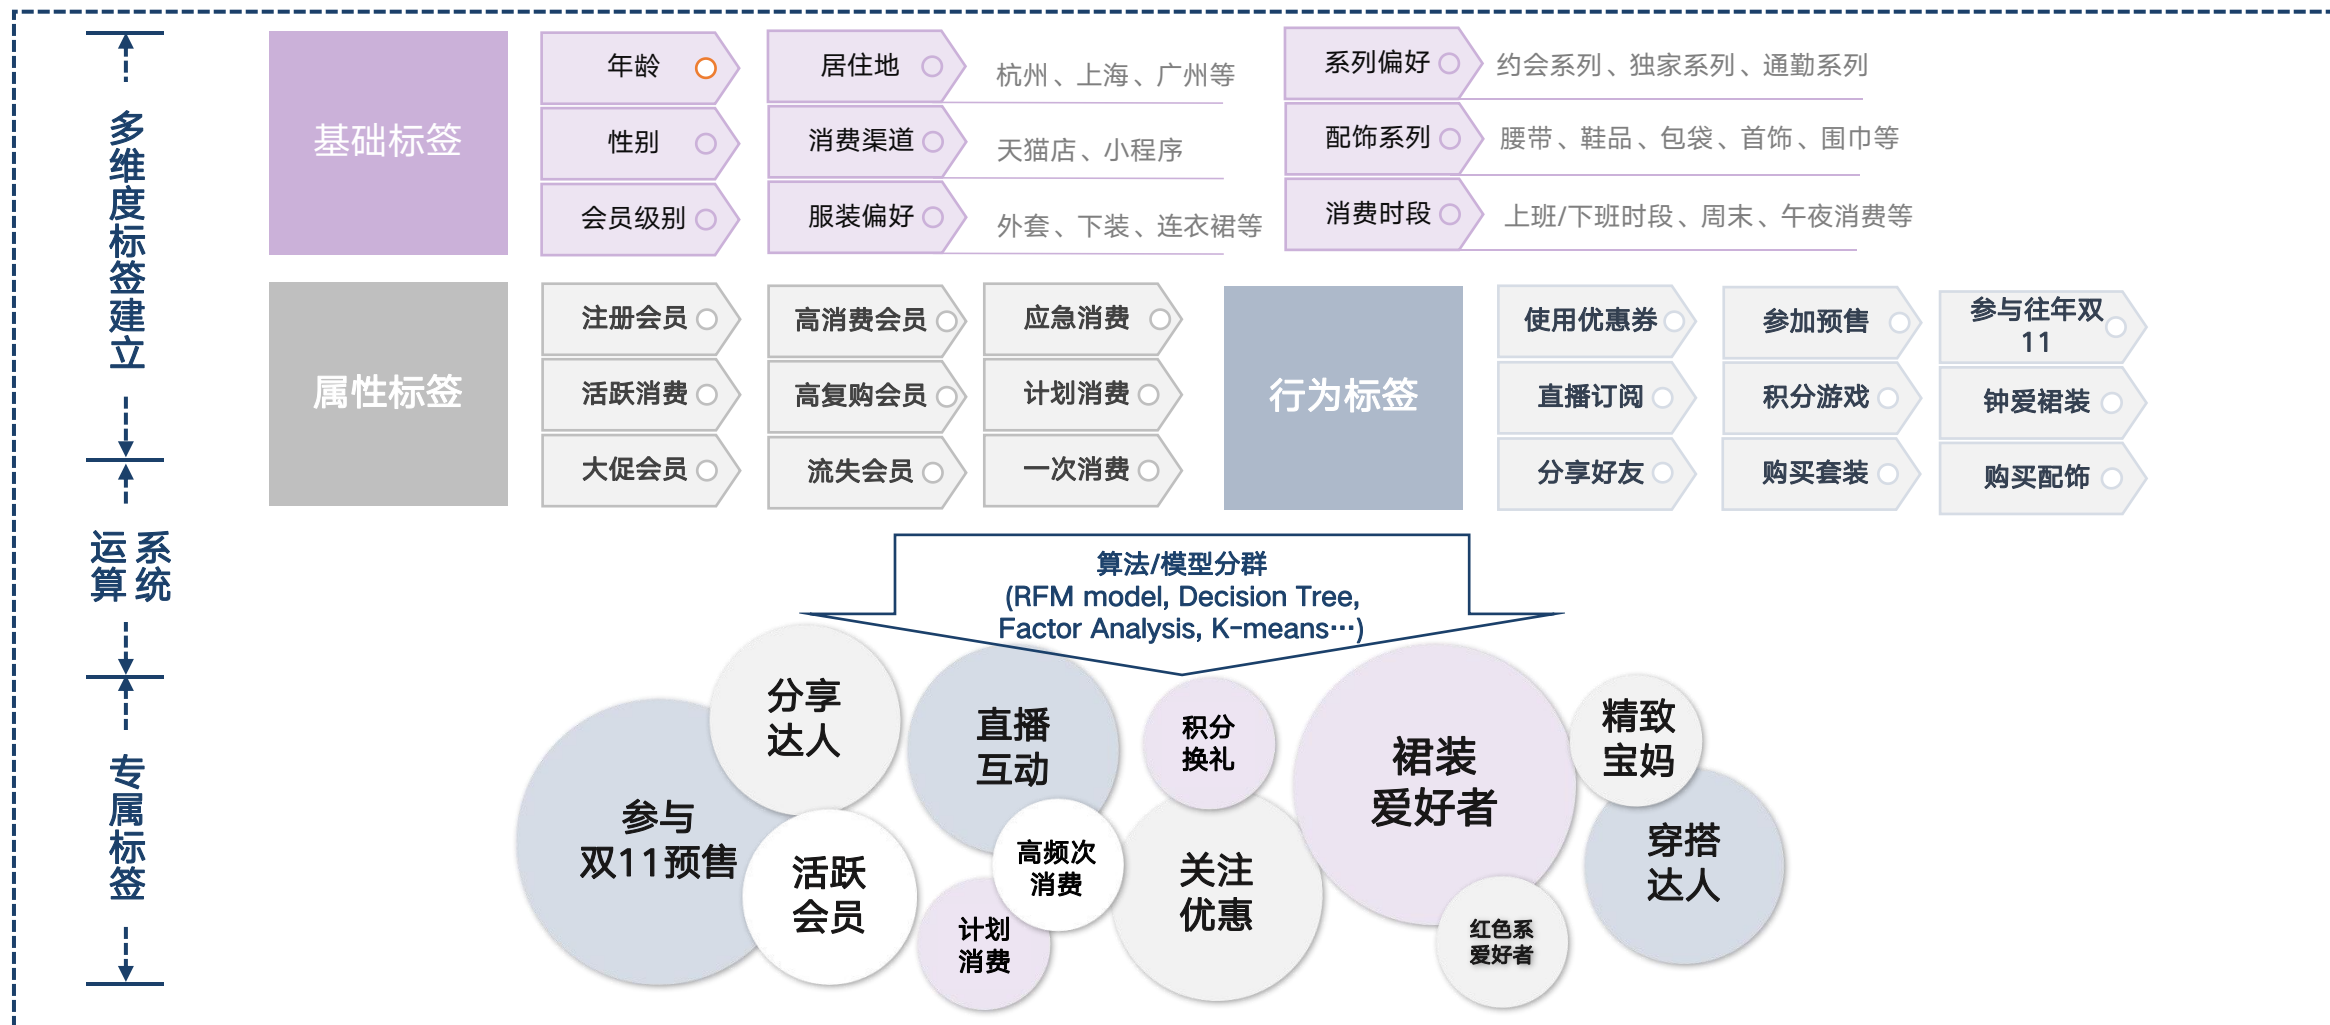 多维度标签建立
基础标签
年龄
性别
会员级别
居住地
杭州、上海、广州等
消费渠道
天猫店、小程序
服装偏好
外套、下装、连衣裙等
系列偏好
约会系列、独家系列、通勤系列
配饰系列
腰带、鞋品、包袋、首饰、围巾等
消费时段
上班/下班时段、周末、午夜消费等
属性标签
注册会员
活跃消费
大促会员
高消费会员
高复购会员
流失会员
应急消费
计划消费
一次消费
行为标签
使用优惠券
直播订阅
分享好友
参加预售
积分游戏
购买套装
参与往年双
11
钟爱裙装
购买配饰
系统
运算
算法/模型分群
(RFM model, Decision Tree,
Factor Analysis, K-means…)
专属标签
参与
双11预售
分享
达人
活跃
会员
直播
互动
高频次
消费
计划
消费
积分
换礼
关注
优惠
裙装
爱好者
红色系
爱好者
精致
宝妈
穿搭
达人